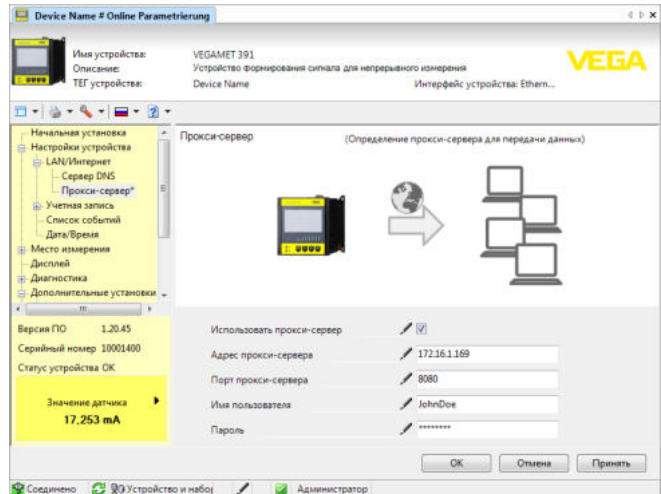 Device Name # Online Parametrierung
Имя устройства: VEGAMET 391
Описание: Устройство формирования сигнала для непрерывного измерения
ТЕГ устройства: Device Name Интерфейс устройства: Ethern...
VEGA
Начальная установка
Настройки устройства
LAN/Интернет
Сервер DNS
Прокси-сервер*
Учетная запись
Список событий
Дата/Время
Место измерения
Дисплей
Диагностика
Дополнительные установки
Версия ПО 1.20.45
Серийный номер 10001400
Статус устройства OK
Значение датчика
17,253 mA
Прокси-сервер (Определение прокси-сервера для передачи данных)
Использовать прокси-сервер
Адрес прокси-сервера 172.16.1.169
Порт прокси-сервера 8080
Имя пользователя JohnDoe
Пароль ********
OK Отмена Принять
Соединено Устройство и набор Администратор